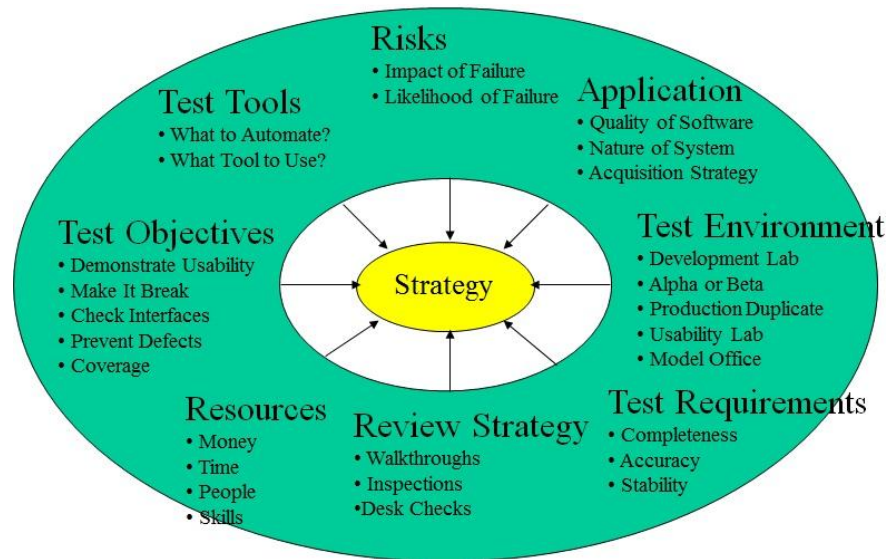 Risks
• Impact of Failure
• Likelihood of Failure
Test Tools
• What to Automate?
• What Tool to Use?
Application
• Quality of Software
• Nature of System
• Acquisition Strategy
Test Objectives
• Demonstrate Usability
• Make It Break
• Check Interfaces
• Prevent Defects
• Coverage
Strategy
Test Environment
• Development Lab
• Alpha or Beta
• Production Duplicate
• Usability Lab
• Model Office
Resources
• Money
• Time
• People
• Skills
Review Strategy
• Walkthroughs
• Inspections
•Desk Checks
Test Requirements
• Completeness
• Accuracy
• Stability